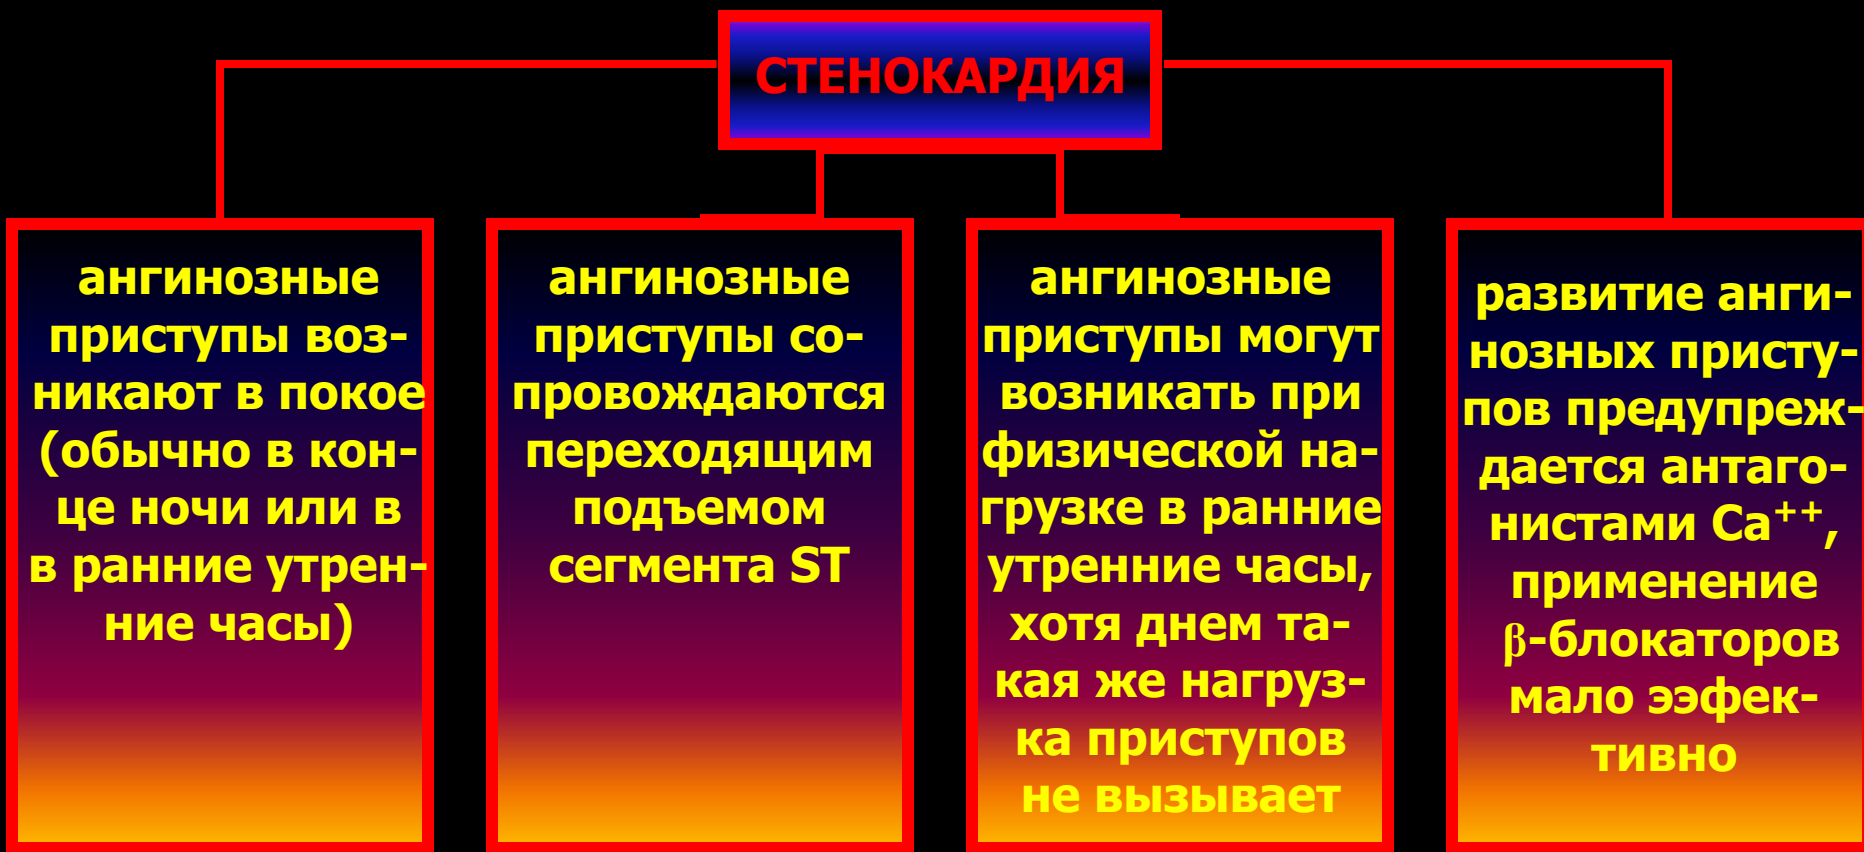 СТЕНОКАРДИЯ
ангинозные
приступы воз-
никают в покое
(обычно в кон-
це ночи или в
в ранние утрен-
ние часы)
ангинозные
приступы со-
провождаются
переходящим
подъемом
сегмента ST
ангинозные
приступы могут
возникать при
физической на-
грузке в ранние
утренние часы,
хотя днем та-
кая же нагруз-
ка приступов
не вызывает
развитие анги-
нозных присту-
пов предупреж-
дается антаго-
нистами Ca⁺⁺,
применение
β-блокаторов
мало ээфек-
тивно